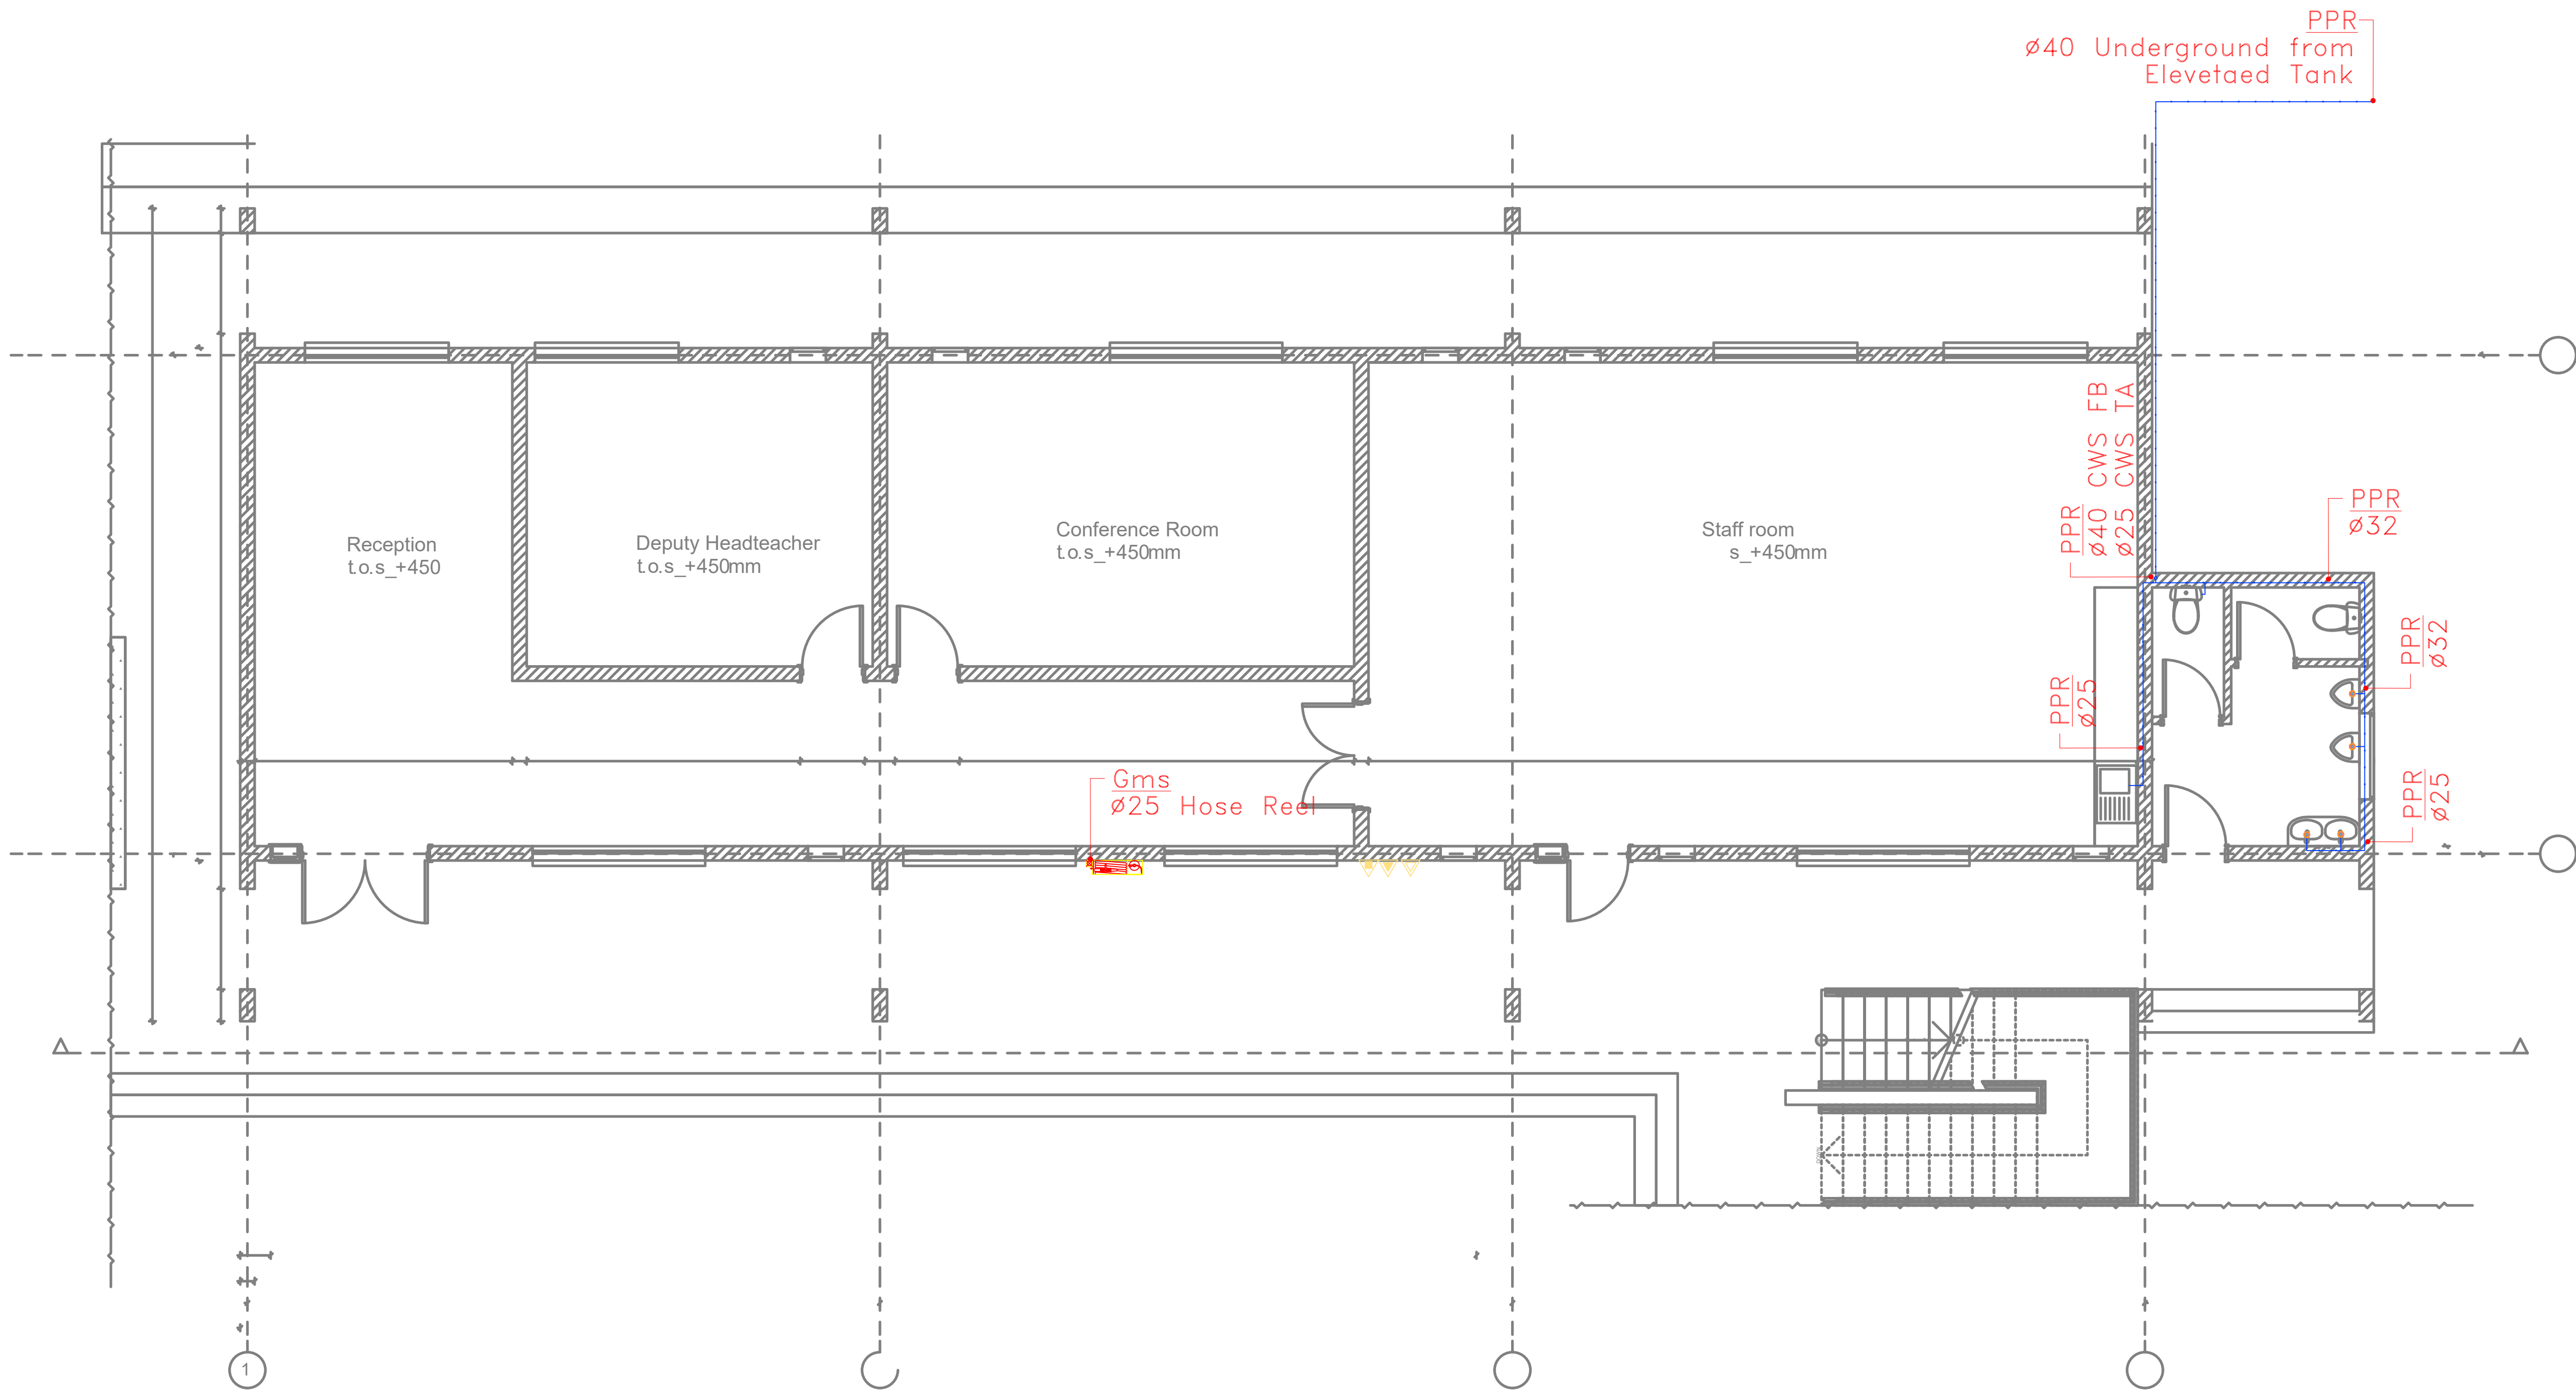 PPR
ø40 Underground from
Elevetaed Tank
PPR
ø40 CWS FB
ø25 CWS TA
PPR
ø32
Reception
t.o.s_+450
Deputy Headteacher
t.o.s_+450mm
Conference Room
t.o.s_+450mm
Staff room
s_+450mm
PPR
ø32
PPR
ø25
PPR
ø25
Gms
ø25 Hose Reel
1